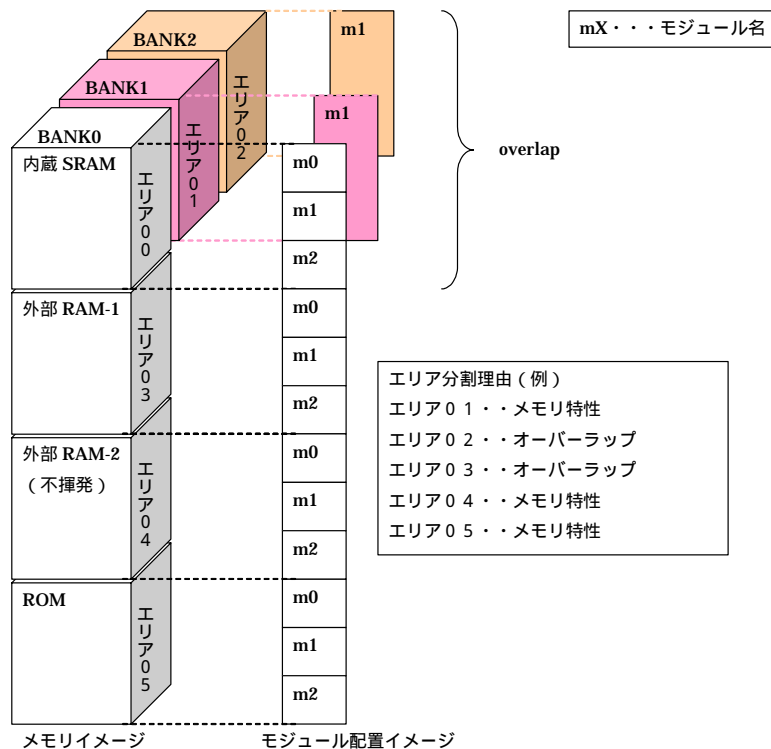 BANK2
m1
mX・・・モジュール名
BANK1
エリア02
m1
BANK0
エリア01
内蔵 SRAM
エリア00
m0
m1
m2
overlap
外部 RAM-1
エリア03
m0
m1
m2
エリア分割理由(例)
エリア01・・メモリ特性
エリア02・・オーバーラップ
エリア03・・オーバーラップ
エリア04・・メモリ特性
エリア05・・メモリ特性
外部 RAM-2
(不揮発)
エリア04
m0
m1
m2
ROM
エリア05
m0
m1
m2
メモリイメージ
モジュール配置イメージ